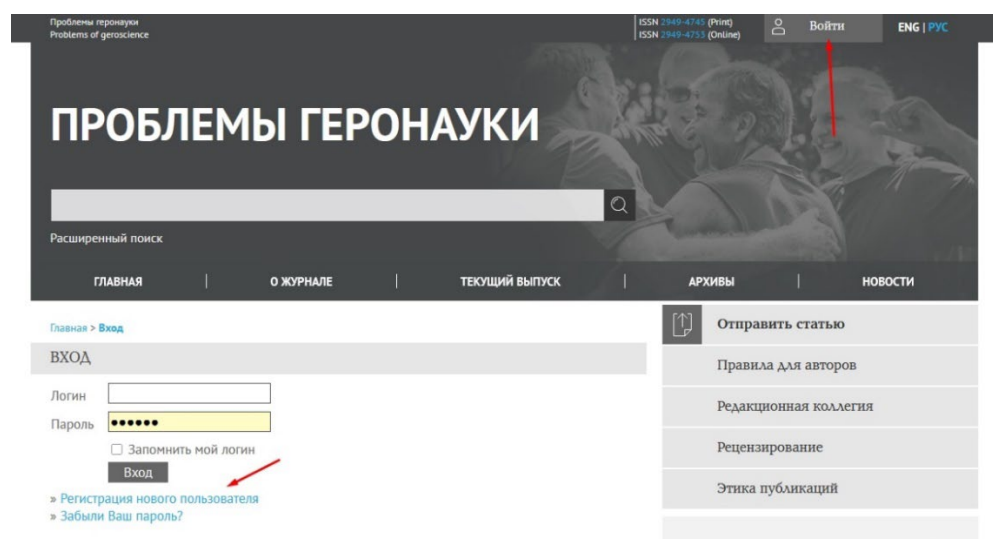 Проблемы геронауки
Problems of geroscience
ISSN 2949-4745 (Print)
ISSN 2949-4753 (Online)
Войти
ENG | РУС
ПРОБЛЕМЫ ГЕРОНАУКИ
Расширенный поиск
ГЛАВНАЯ | О ЖУРНАЛЕ | ТЕКУЩИЙ ВЫПУСК | АРХИВЫ | НОВОСТИ
Главная > Вход
ВХОД
Логин
Пароль ••••••
Запомнить мой логин
Вход
» Регистрация нового пользователя
» Забыли Ваш пароль?
Отправить статью
Правила для авторов
Редакционная коллегия
Рецензирование
Этика публикаций